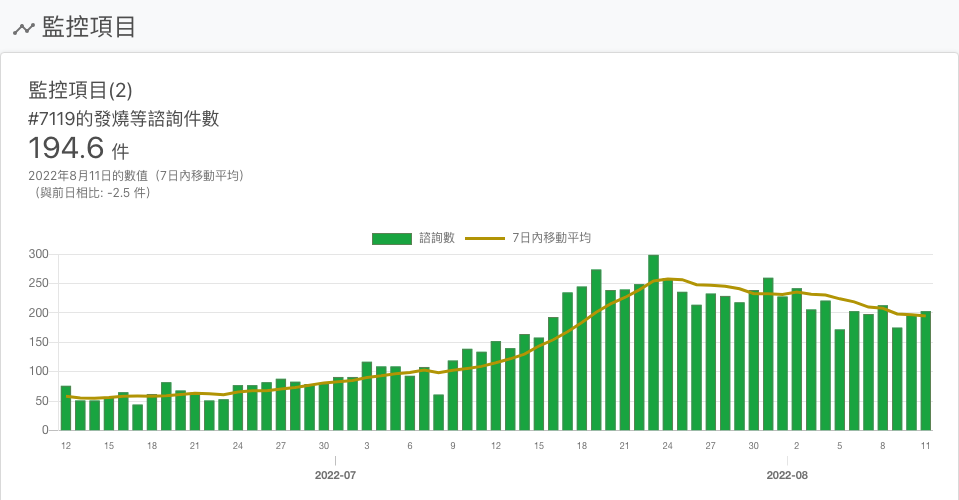 監控項目
監控項目(2)
#7119的發燒等諮詢件數
194.6 件
2022年8月11日的數值（7日內移動平均）
（與前日相比: -2.5 件）
諮詢數 7日內移動平均
300
250
200
150
100
50
0
12 15 18 21 24 27 30 3 6 9 12 15 18 21 24 27 30 2 5 8 11
2022-07 2022-08